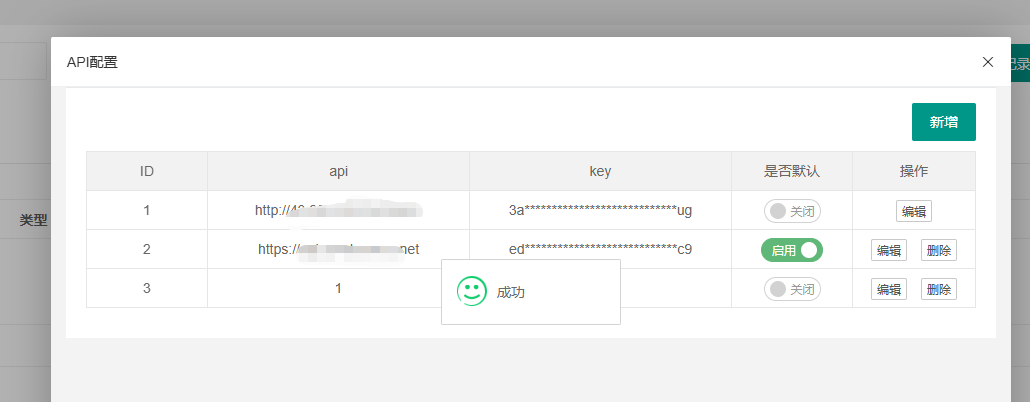 API配置
记录
新增
ID api key 是否默认 操作
类型
1 http:// 3a****************************ug 关闭 编辑
2 https:// net ed****************************c9 启用 编辑 删除
3 1 关闭 编辑 删除
成功